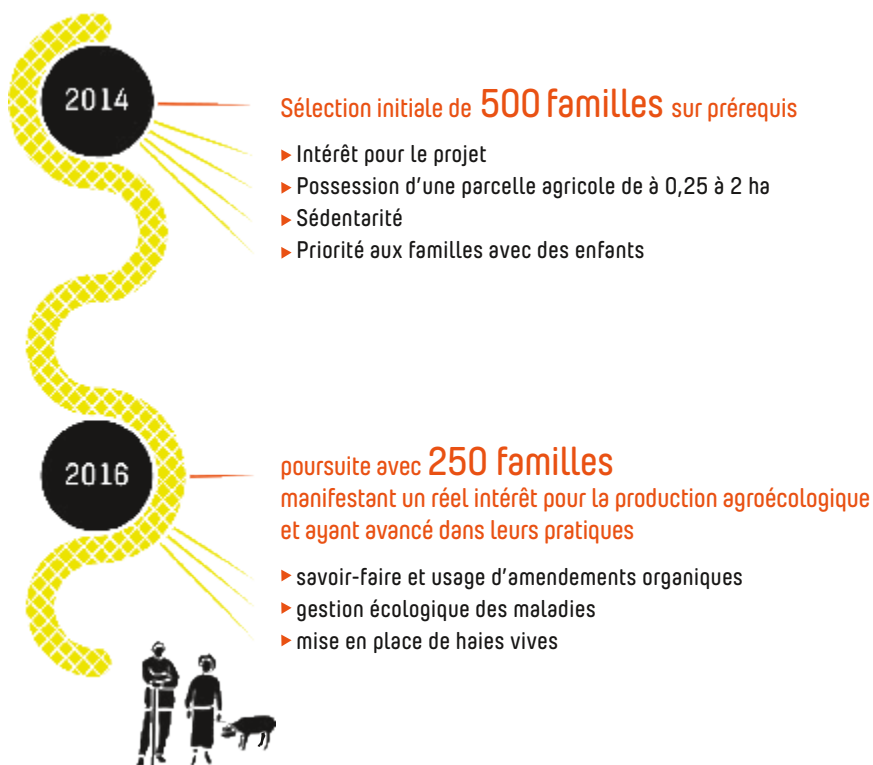 2014
Sélection initiale de 500 familles sur prérequis
▶ Intérêt pour le projet
▶ Possession d'une parcelle agricole de à 0,25 à 2 ha
▶ Sédentarité
▶ Priorité aux familles avec des enfants
2016
poursuite avec 250 familles
manifestant un réel intérêt pour la production agroécologique
et ayant avancé dans leurs pratiques
▶ savoir-faire et usage d'amendements organiques
▶ gestion écologique des maladies
▶ mise en place de haies vives